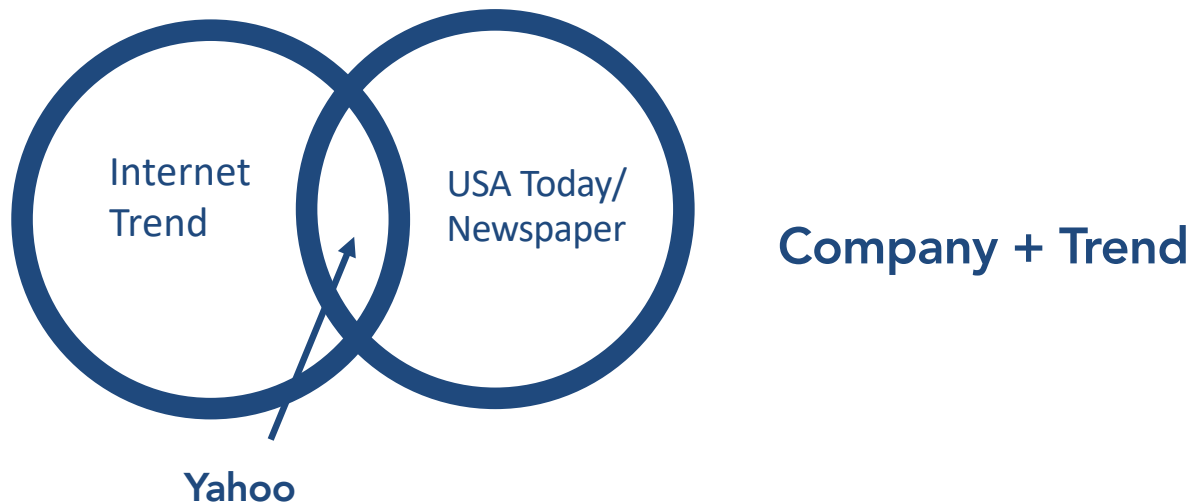 Internet
Trend
USA Today/
Newspaper
Company + Trend
Yahoo